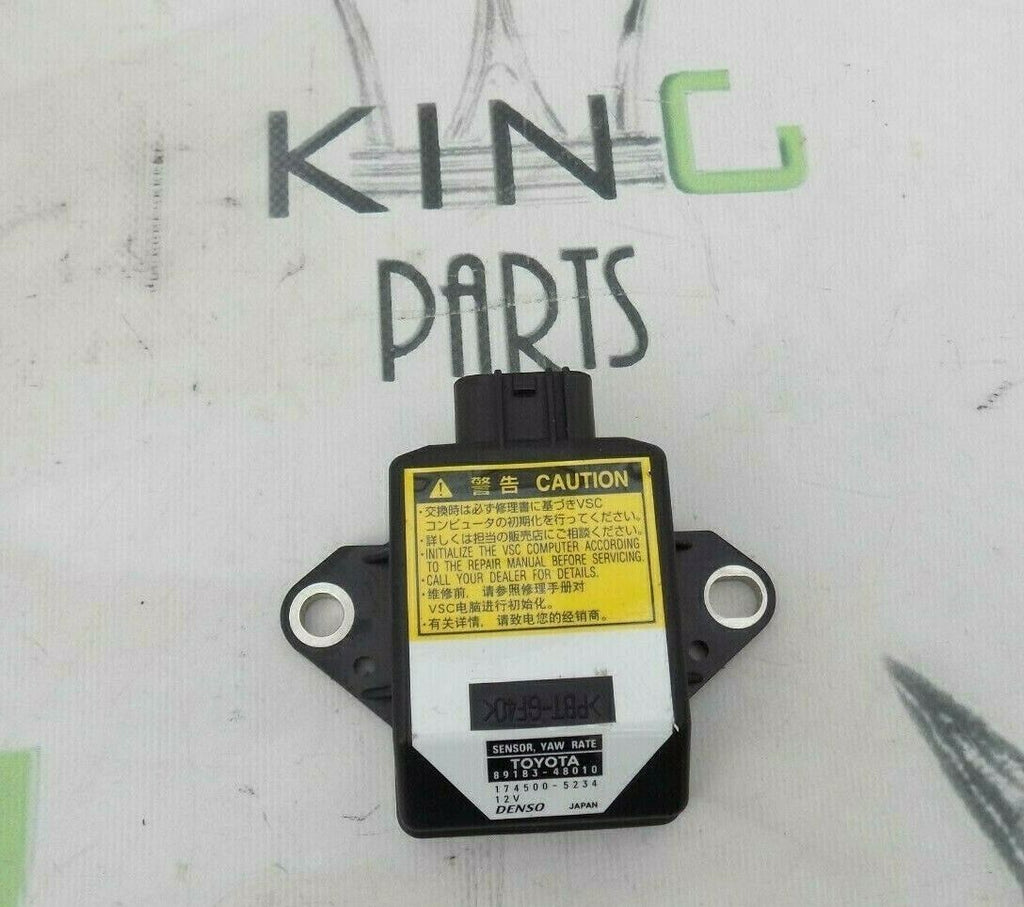 KING
PARTS
警告 CAUTION
・交換時は必ず修理書に基づきVSC
コンピュータの初期化を行ってください。
・詳しくは担当の販売店にご相談ください。
・INITIALIZE THE VSC COMPUTER ACCORDING
TO THE REPAIR MANUAL BEFORE SERVICING.
・CALL YOUR DEALER FOR DETAILS.
・维修前，请参照修理手册对
VSC电脑进行初始化。
・有关详情，请致电您的经销商。
>PBT-GF40<
SENSOR, YAW RATE
TOYOTA
89183-48010
174500-5234
12V
DENSO JAPAN